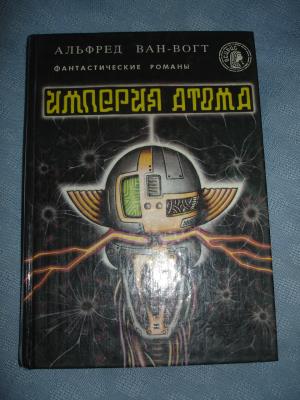 АЛЬФРЕД ВАН-ВОГТ
ФАНТАСТИЧЕСКИЕ РОМАНЫ
ИМПЕРИЯ АТОМА